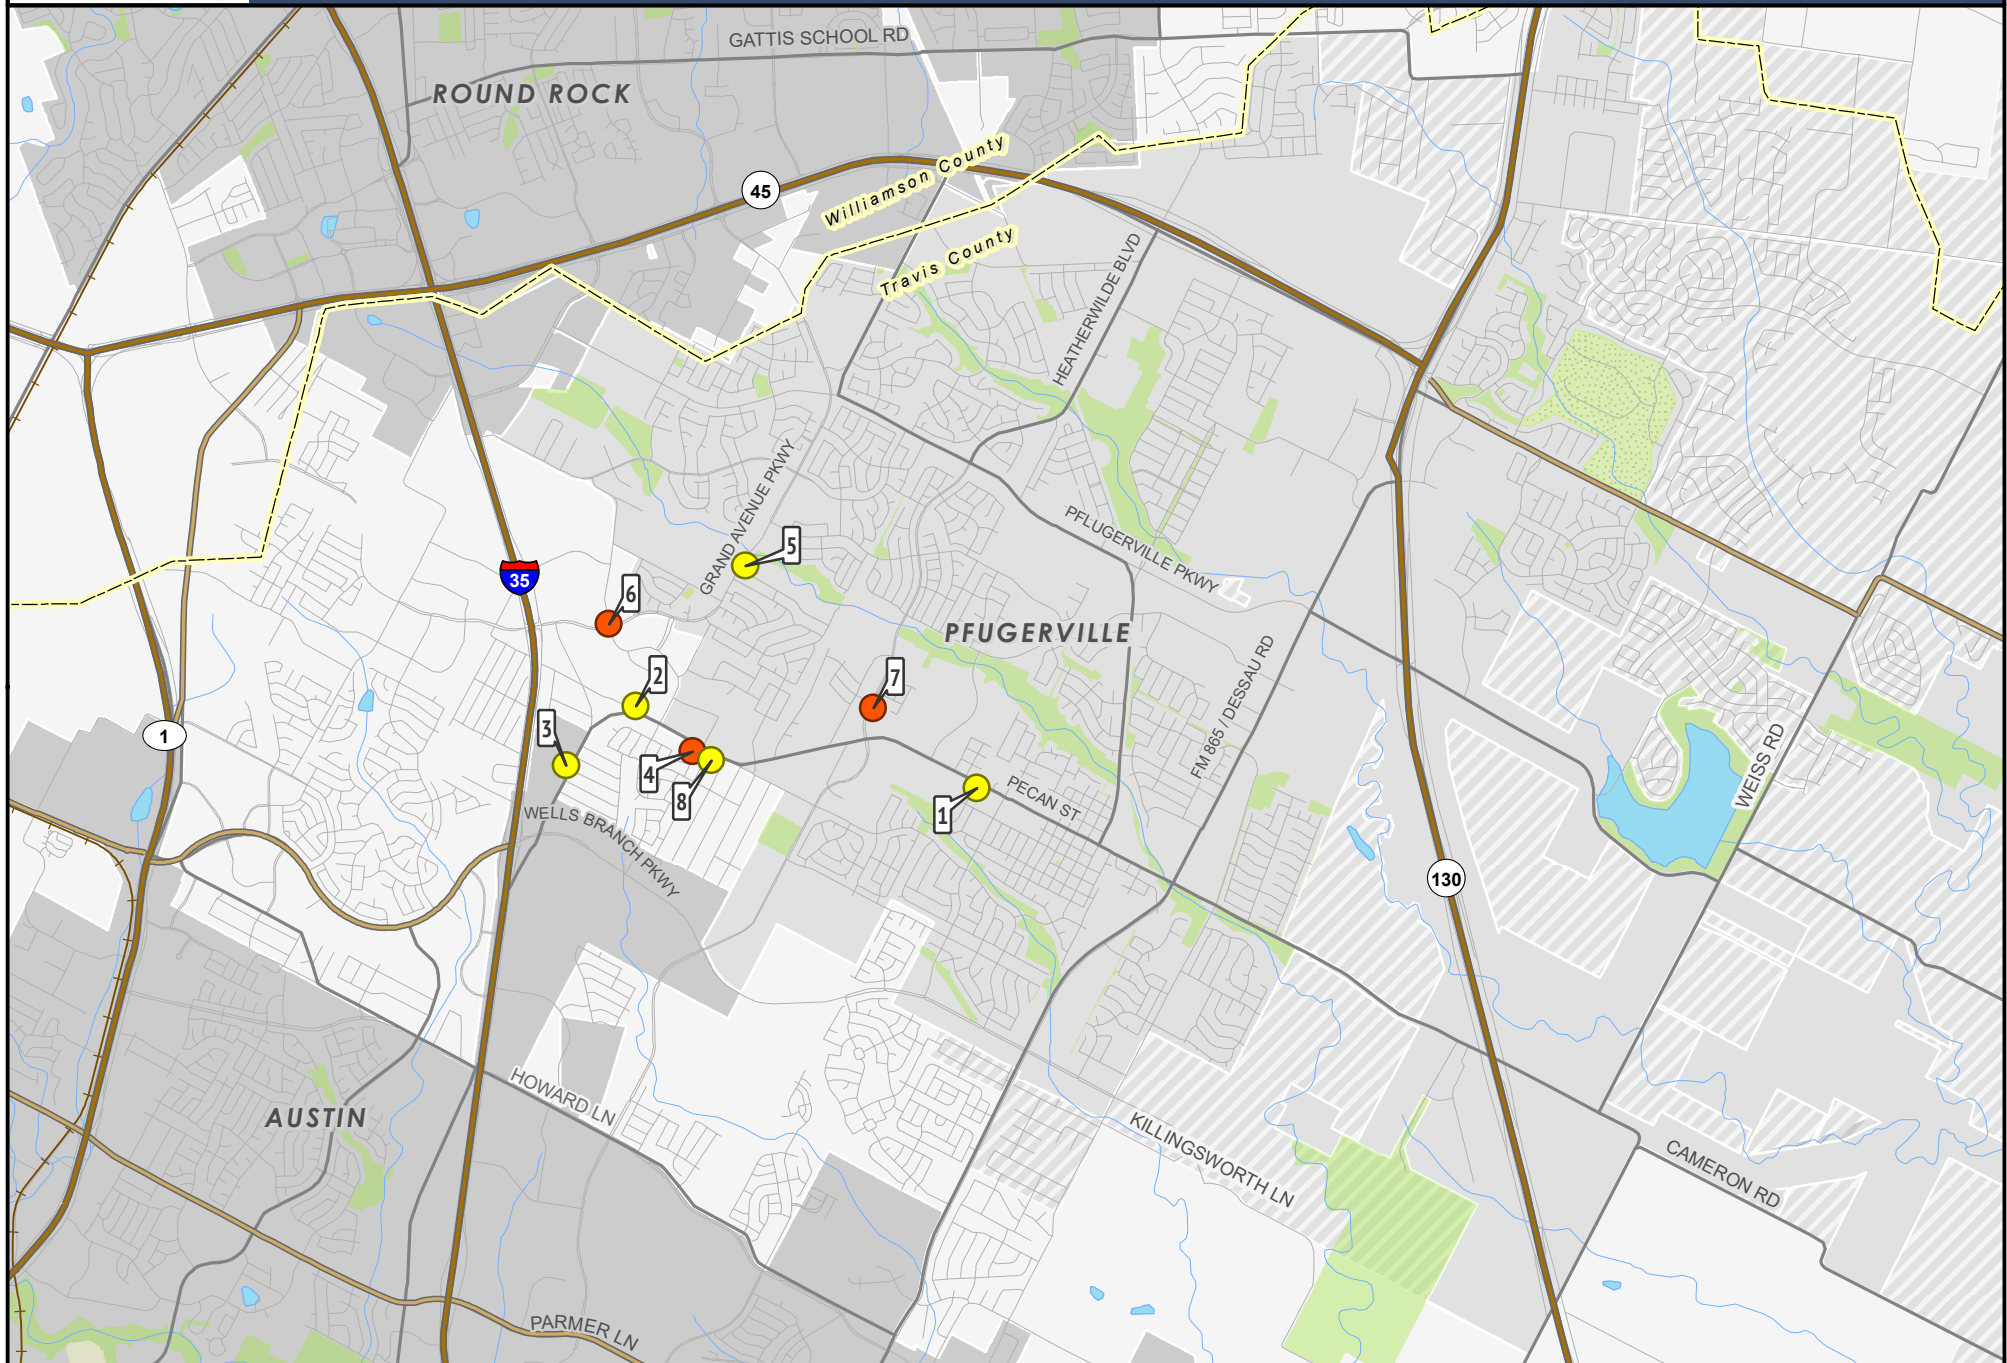 GATTIS SCHOOL RD
ROUND ROCK
Williamson County
45
Travis County
HEATHERWILDE BLVD
GRAND AVENUE PKWY
PFLUGERVILLE PKWY
5
35
6
PFUGERVILLE
2
7
FM 865 / DESSAU RD
3
1
4
8
WEISS RD
PECAN ST
1
WELLS BRANCH PKWY
130
HOWARD LN
AUSTIN
KILLINGSWORTH LN
CAMERON RD
PARMER LN